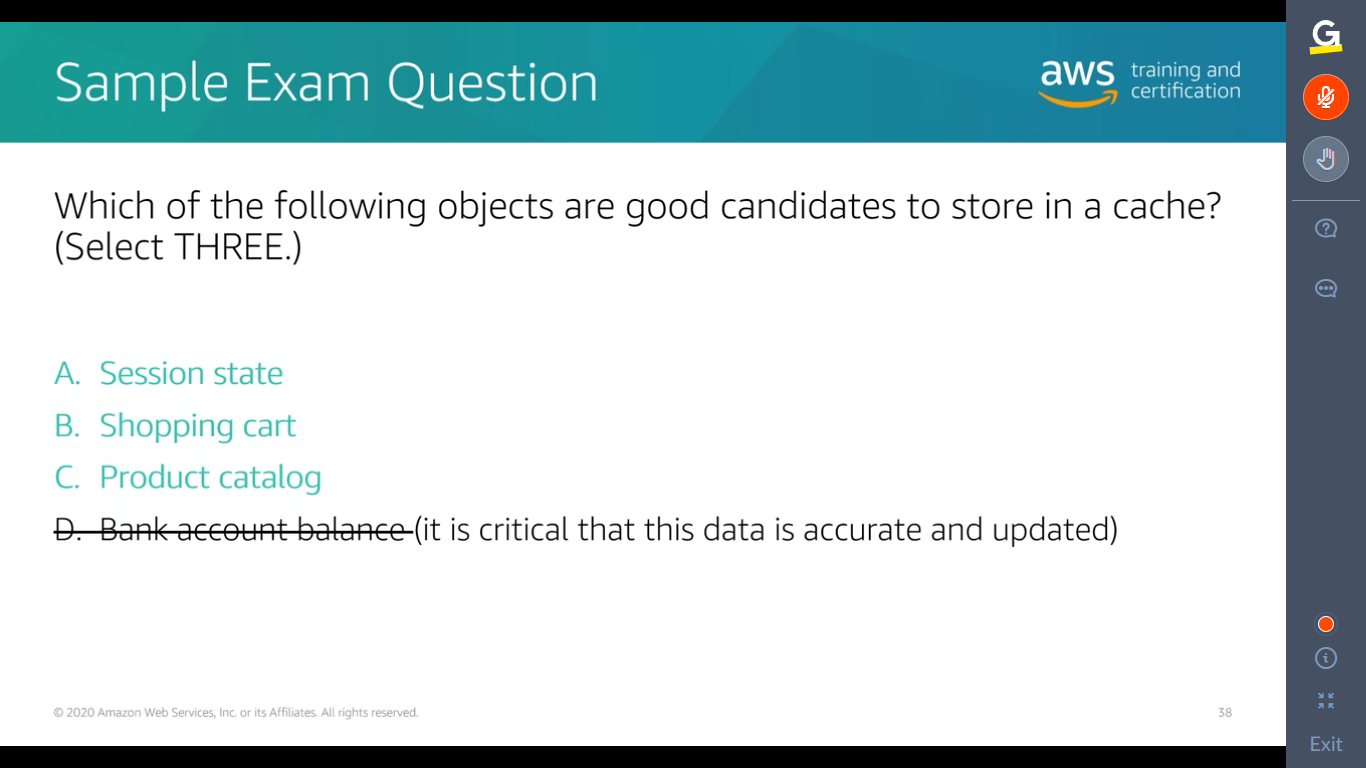 Sample Exam Question
aws training and
certification
Which of the following objects are good candidates to store in a cache?
(Select THREE.)
A. Session state
B. Shopping cart
C. Product catalog
D. Bank account balance (it is critical that this data is accurate and updated)
© 2020 Amazon Web Services, Inc. or its Affiliates. All rights reserved.
38
G
?
i
Exit